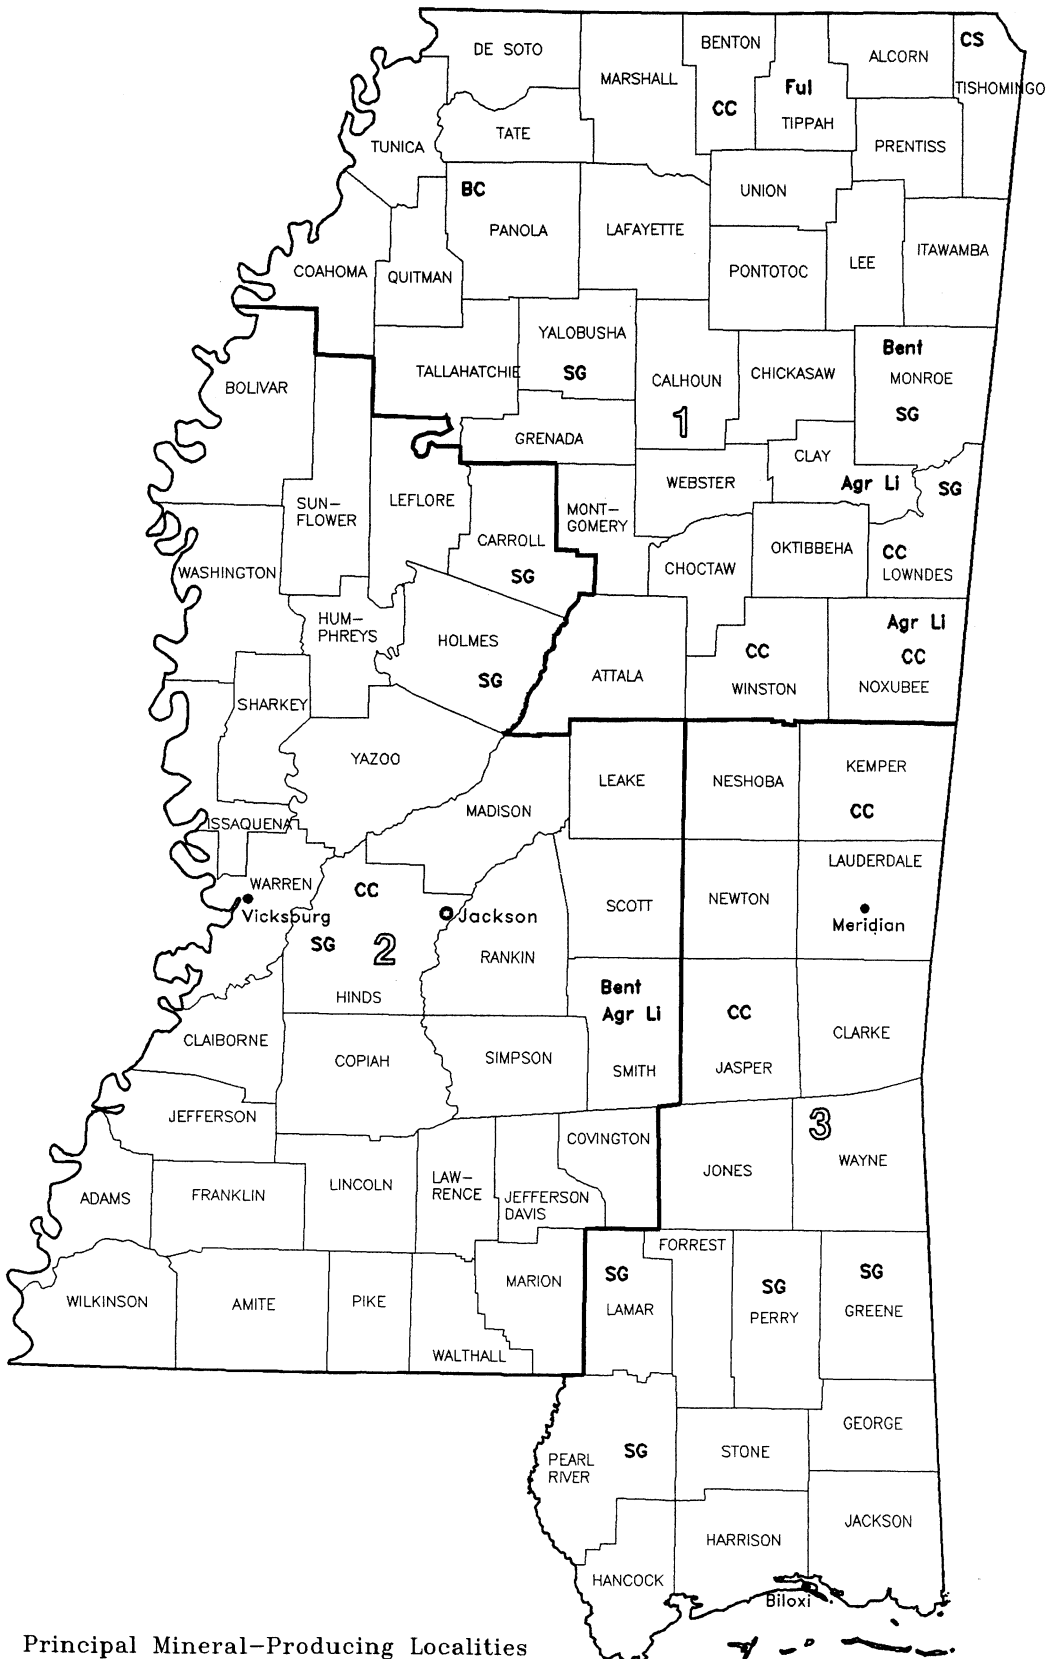 DE SOTO
BENTON
ALCORN
CS
MARSHALL
TISHOMINGO
Ful
CC
TIPPAH
TATE
TUNICA
PRENTISS
BC
UNION
PANOLA
LAFAYETTE
ITAWAMBA
COAHOMA
QUITMAN
PONTOTOC
LEE
YALOBUSHA
Bent
TALLAHATCHIE
SG
CALHOUN
CHICKASAW
MONROE
BOLIVAR
SG
1
GRENADA
CLAY
WEBSTER
Agr Li
SG
LEFLORE
SUN-
FLOWER
MONT-
GOMERY
CARROLL
OKTIBBEHA
CC
WASHINGTON
SG
CHOCTAW
LOWNDES
HUM-
PHREYS
Agr Li
HOLMES
CC
CC
SG
ATTALA
WINSTON
NOXUBEE
SHARKEY
YAZOO
KEMPER
LEAKE
NESHOBA
MADISON
CC
ISSAQUENA
LAUDERDALE
WARREN
CC
NEWTON
SCOTT
Vicksburg
Jackson
Meridian
SG
2
RANKIN
HINDS
Bent
Agr Li
CC
CLAIBORNE
CLARKE
COPIAH
SIMPSON
SMITH
JASPER
JEFFERSON
3
COVINGTON
WAYNE
JONES
LAW-
RENCE
LINCOLN
ADAMS
FRANKLIN
JEFFERSON
DAVIS
FORREST
SG
SG
MARION
SG
WILKINSON
AMITE
PIKE
LAMAR
PERRY
GREENE
WALTHALL
GEORGE
PEARL
RIVER
SG
STONE
JACKSON
HARRISON
HANCOCK
Biloxi
Principal Mineral-Producing Localities